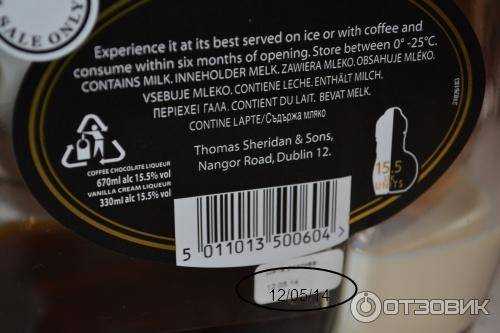 SALE ONLY
Experience it at its best served on ice or with coffee and
consume within six months of opening. Store between 0° -25°C.
CONTAINS MILK, INNEHOLDER MELK. ZAWIERA MLEKO. OBSAHUJE MLÉKO.
VSEBUJE MLEKO, CONTIENE LECHE. ENTHÄLT MILCH.
ΠΕΡΙΕΧΕΙ ΓΑΛΑ. CONTIENT DU LAIT. BEVAT MELK.
CONTINE LAPTE/Съдържа мляко
Thomas Sheridan & Sons,
Nangor Road, Dublin 12.
COFFEE CHOCOLATE LIQUEUR
670ml alc 15.5% vol
VANILLA CREAM LIQUEUR
330ml alc 15.5% vol
15.5
5 011013 500604
12/05/14
ОТЗОВИК